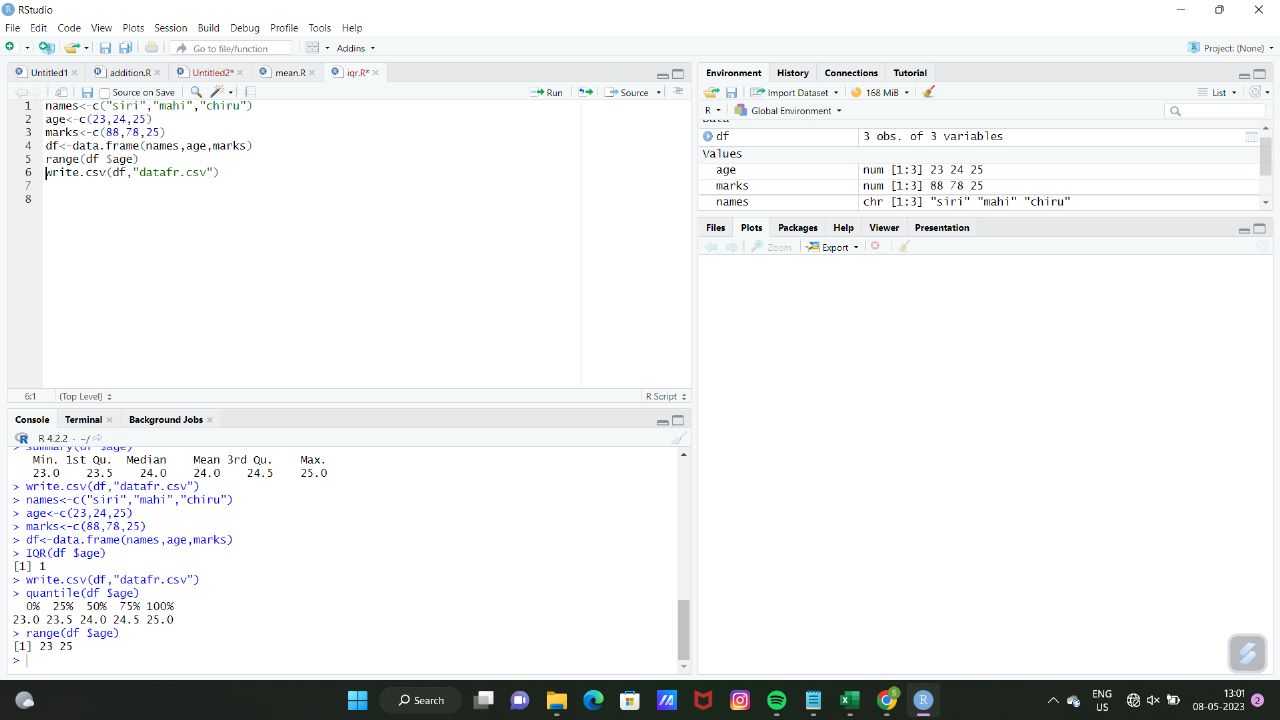 RStudio
File Edit Code View Plots Session Build Debug Profile Tools Help
Go to file/function Addins Project: (None)
Untitled1 addition.R Untitled2* mean.R iqr.R*
Source on Save Run Source
1 names<-c("siri","mahi","chiru")
2 age<-c(23,24,25)
3 marks<-c(88,78,25)
4 df<-data.frame(names,age,marks)
5 range(df $age)
6 write.csv(df,"datafr.csv")
7
8
6:1 (Top Level) R Script
Console Terminal Background Jobs
R 4.2.2 · ~/
> summary(df $age)
Min. 1st Qu. Median Mean 3rd Qu. Max.
23.0 23.5 24.0 24.0 24.5 25.0
> write.csv(df,"datafr.csv")
> names<-c("siri","mahi","chiru")
> age<-c(23,24,25)
> marks<-c(88,78,25)
> df<-data.frame(names,age,marks)
> IQR(df $age)
[1] 1
> write.csv(df,"datafr.csv")
> quantile(df $age)
0% 25% 50% 75% 100%
23.0 23.5 24.0 24.5 25.0
> range(df $age)
[1] 23 25
>
Environment History Connections Tutorial
Import Dataset 168 MiB List
R Global Environment
Data
df 3 obs. of 3 variables
Values
age num [1:3] 23 24 25
marks num [1:3] 88 78 25
names chr [1:3] "siri" "mahi" "chiru"
Files Plots Packages Help Viewer Presentation
Zoom Export
Search
ENG
US
13:01
08-05-2023
2